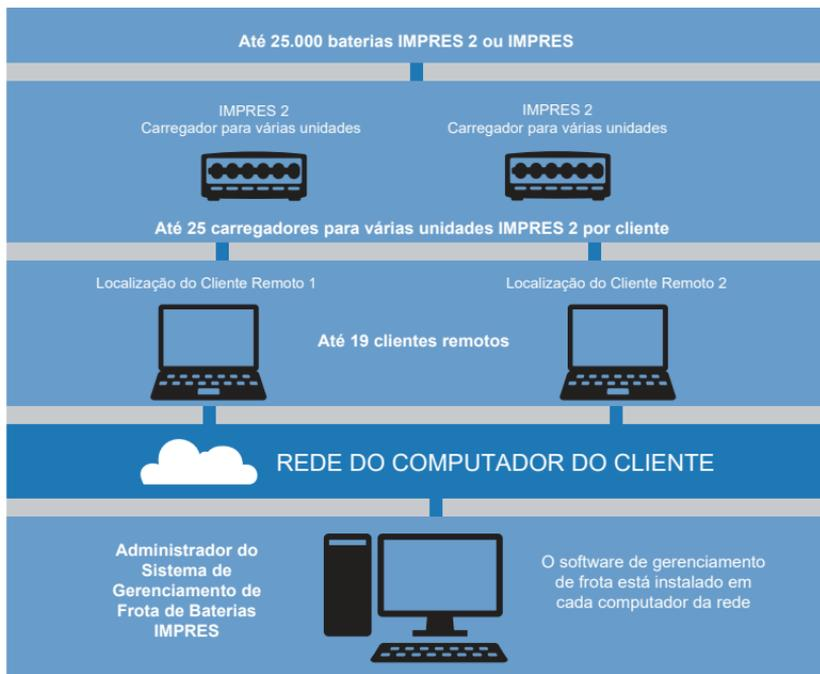 Até 25.000 baterias IMPRES 2 ou IMPRES
IMPRES 2
Carregador para várias unidades
IMPRES 2
Carregador para várias unidades
Até 25 carregadores para várias unidades IMPRES 2 por cliente
Localização do Cliente Remoto 1
Localização do Cliente Remoto 2
Até 19 clientes remotos
REDE DO COMPUTADOR DO CLIENTE
Administrador do
Sistema de
Gerenciamento de
Frota de Baterias
IMPRES
O software de gerenciamento
de frota está instalado em
cada computador da rede